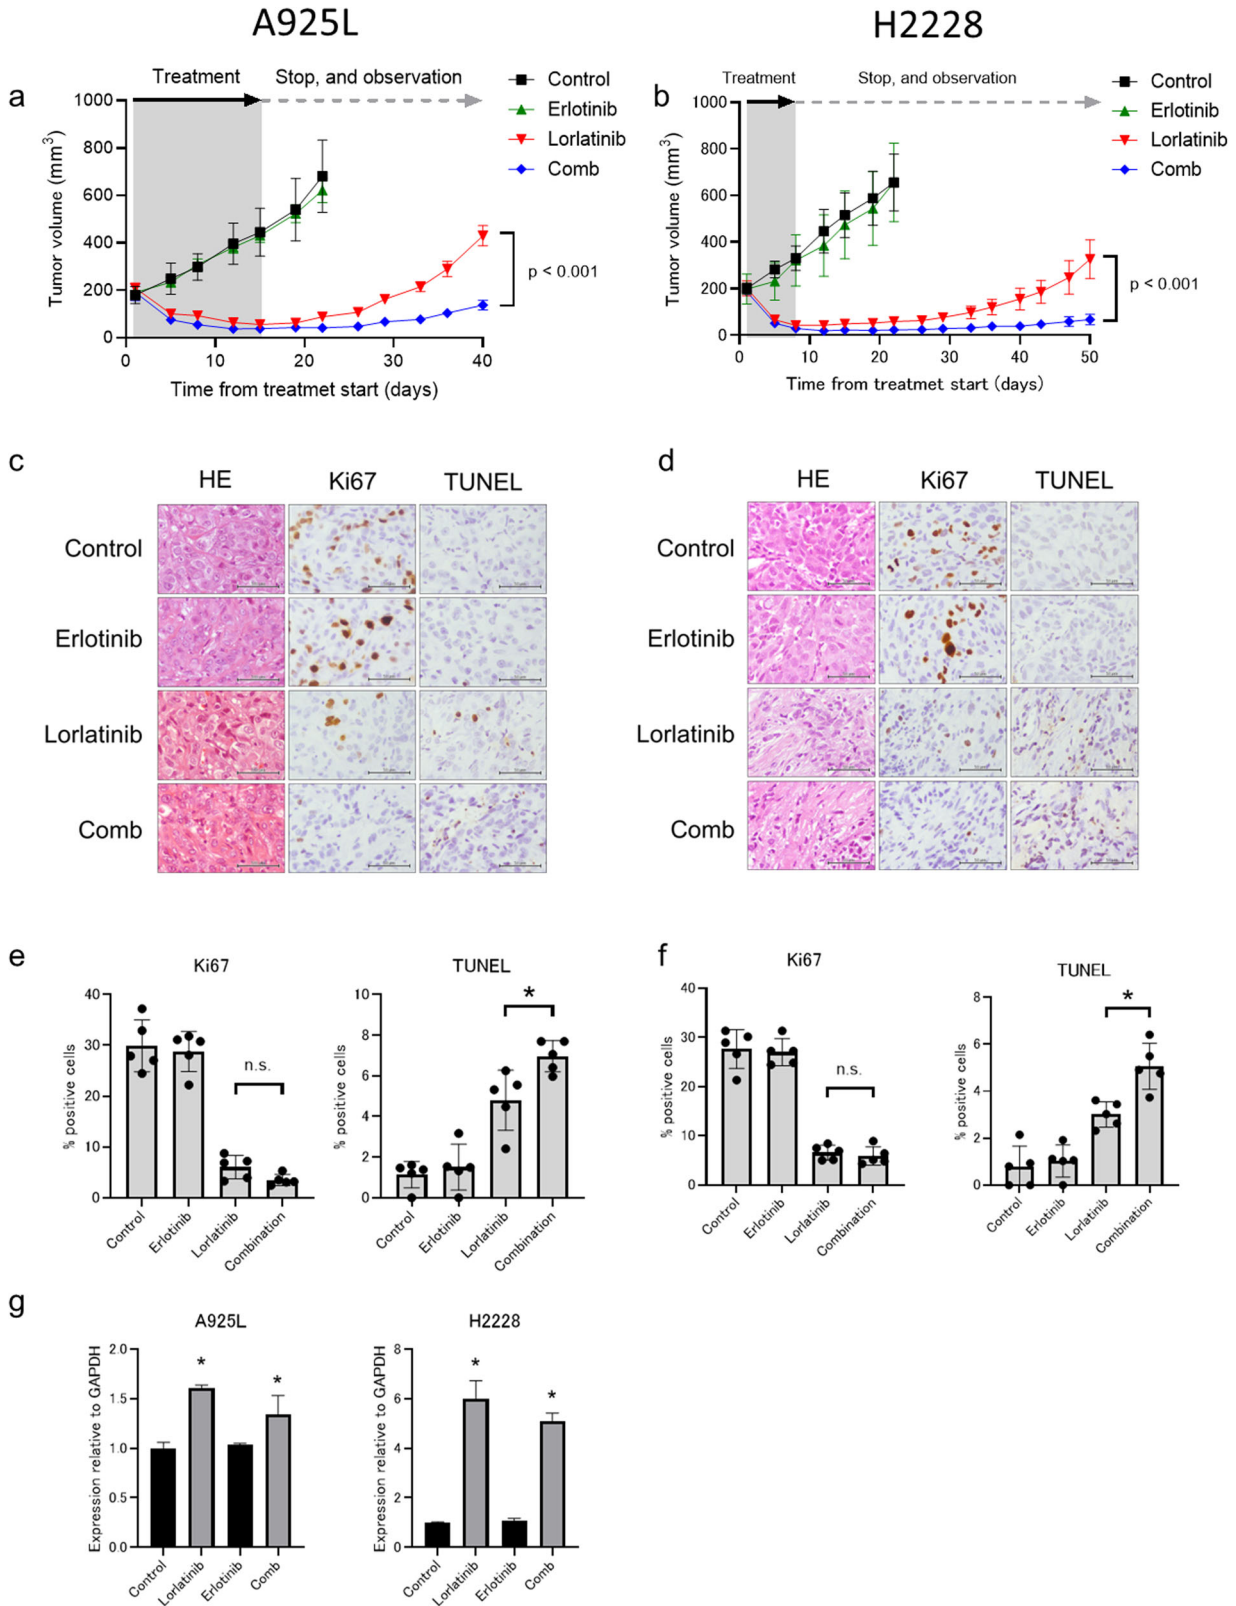 A925L
H2228
a
Treatment
Stop, and observation
Control
Erlotinib
Lorlatinib
Comb
1000
800
600
400
200
0
Tumor volume (mm³)
p < 0.001
0 10 20 30 40
Time from treatmet start (days)
b
Treatment
Stop, and observation
Control
Erlotinib
Lorlatinib
Comb
1000
800
600
400
200
0
Tumor volume (mm³)
p < 0.001
0 10 20 30 40 50
Time from treatmet start (days)
c
HE Ki67 TUNEL
Control
Erlotinib
Lorlatinib
Comb
d
HE Ki67 TUNEL
Control
Erlotinib
Lorlatinib
Comb
e
Ki67
40
30
20
10
0
% positive cells
n.s.
Control Erlotinib Lorlatinib Combination
TUNEL
10
8
6
4
2
0
% positive cells
*
Control Erlotinib Lorlatinib Combination
f
Ki67
40
30
20
10
0
% positive cells
n.s.
Control Erlotinib Lorlatinib Combination
TUNEL
8
6
4
2
0
% positive cells
*
Control Erlotinib Lorlatinib Combination
g
A925L
2.0
1.5
1.0
0.5
0.0
Expression relative to GAPDH
* *
Control Lorlatinib Erlotinib Comb
H2228
8
6
4
2
0
Expression relative to GAPDH
* *
Control Lorlatinib Erlotinib Comb